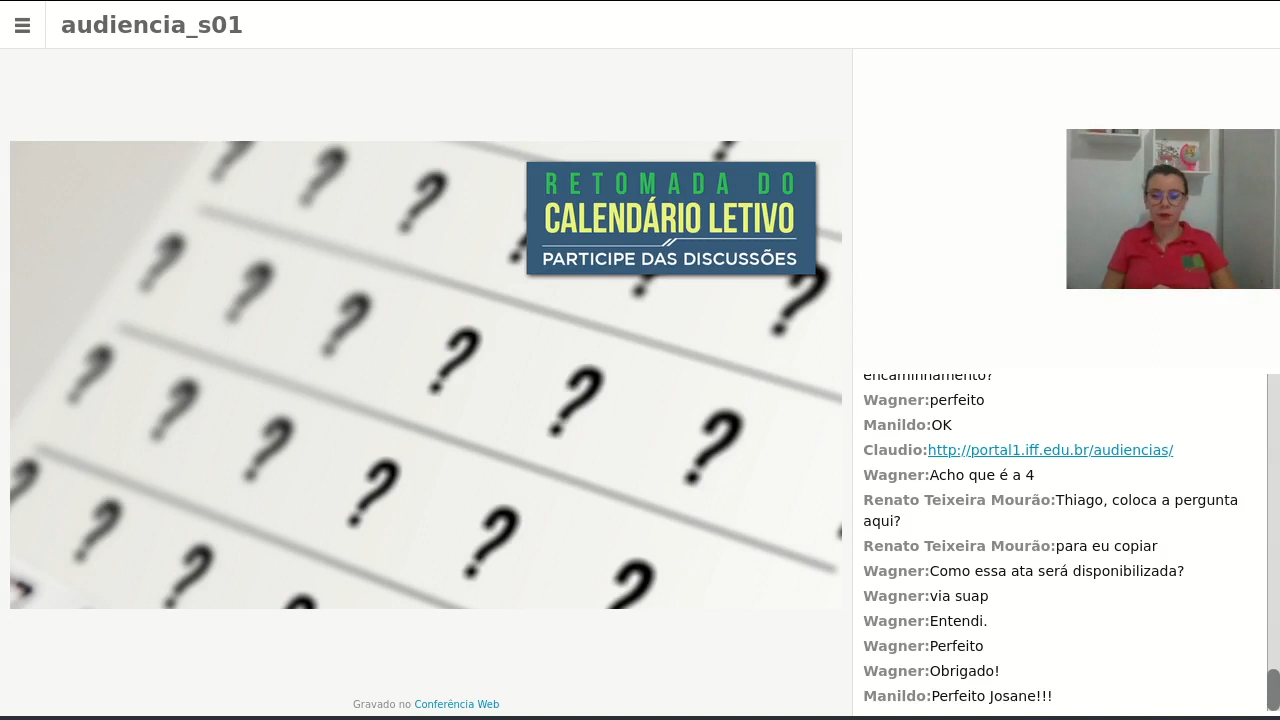 audiencia_s01
RETOMADA DO
CALENDÁRIO LETIVO
PARTICIPE DAS DISCUSSÕES
? ? ? ?
? ? ? ? ? ?
? ? ? ? ? ?
? ? ? ?
encaminhamento?
Wagner:perfeito
Manildo:OK
Claudio:http://portal1.iff.edu.br/audiencias/
Wagner:Acho que é a 4
Renato Teixeira Mourão:Thiago, coloca a pergunta
aqui?
Renato Teixeira Mourão:para eu copiar
Wagner:Como essa ata será disponibilizada?
Wagner:via suap
Wagner:Entendi.
Wagner:Perfeito
Wagner:Obrigado!
Manildo:Perfeito Josane!!!
Gravado no Conferência Web